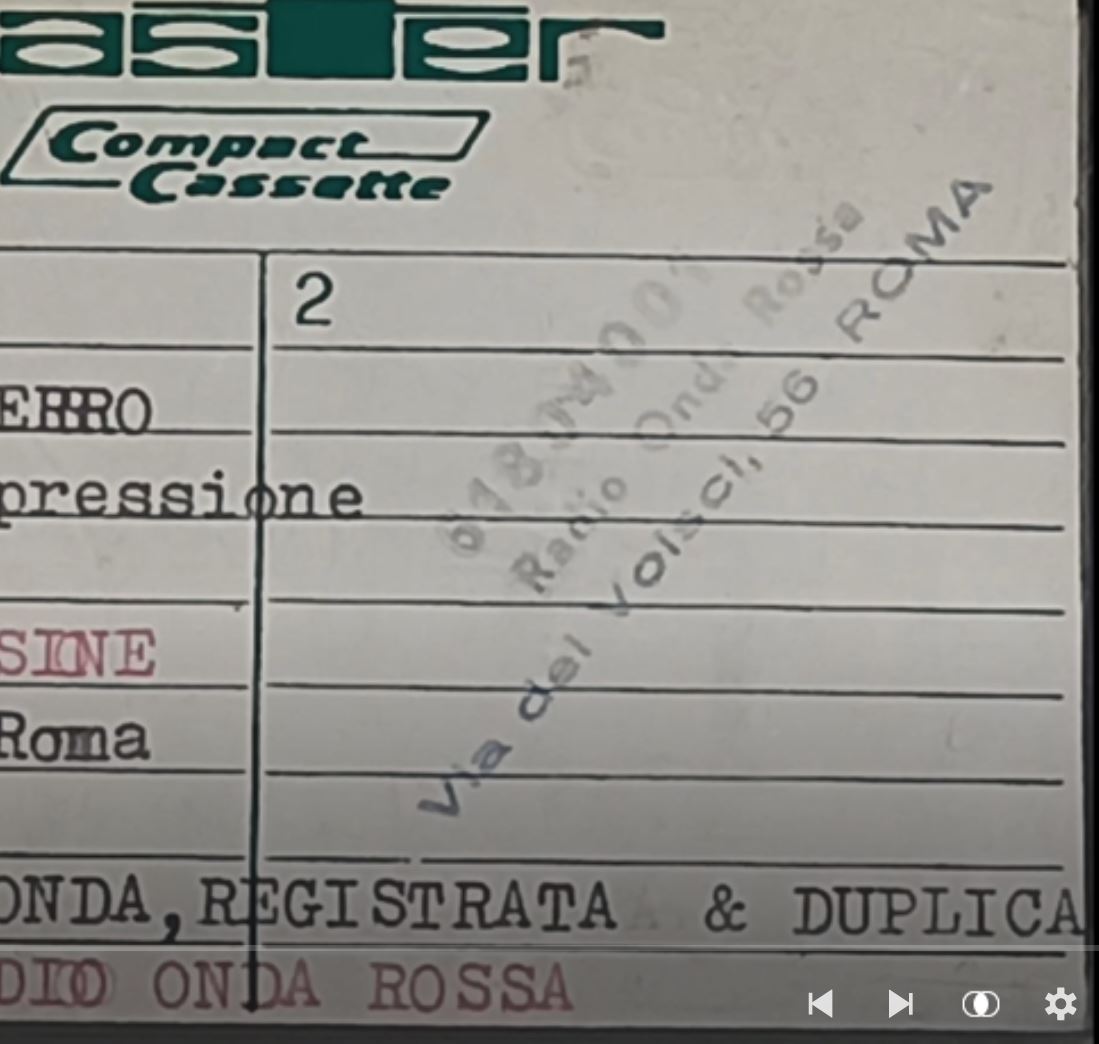 aster
Compact
Cassette
2
ERRO
pressione
SINE
Roma
ONDA,REGISTRATA & DUPLICA
DIO ONDA ROSSA
Radio Onda Rossa
Via dei Volsci, 56 ROMA